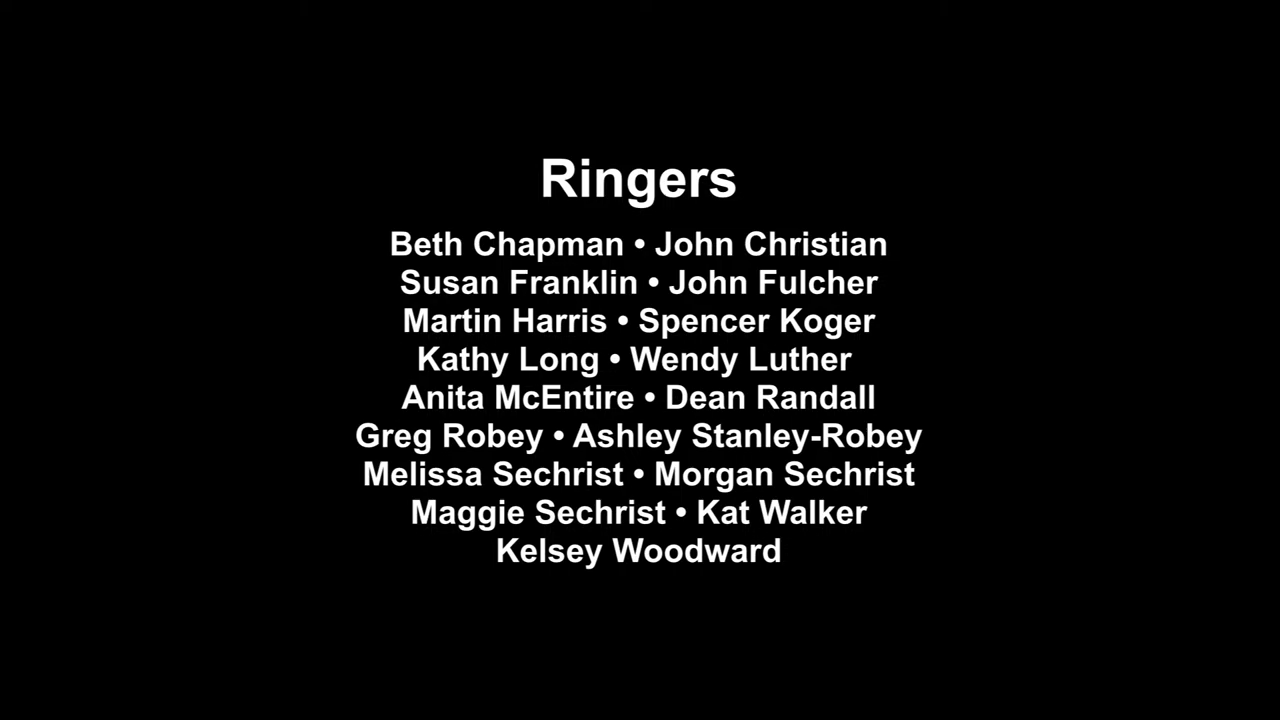 Ringers
Beth Chapman • John Christian
Susan Franklin • John Fulcher
Martin Harris • Spencer Koger
Kathy Long • Wendy Luther
Anita McEntire • Dean Randall
Greg Robey • Ashley Stanley-Robey
Melissa Sechrist • Morgan Sechrist
Maggie Sechrist • Kat Walker
Kelsey Woodward